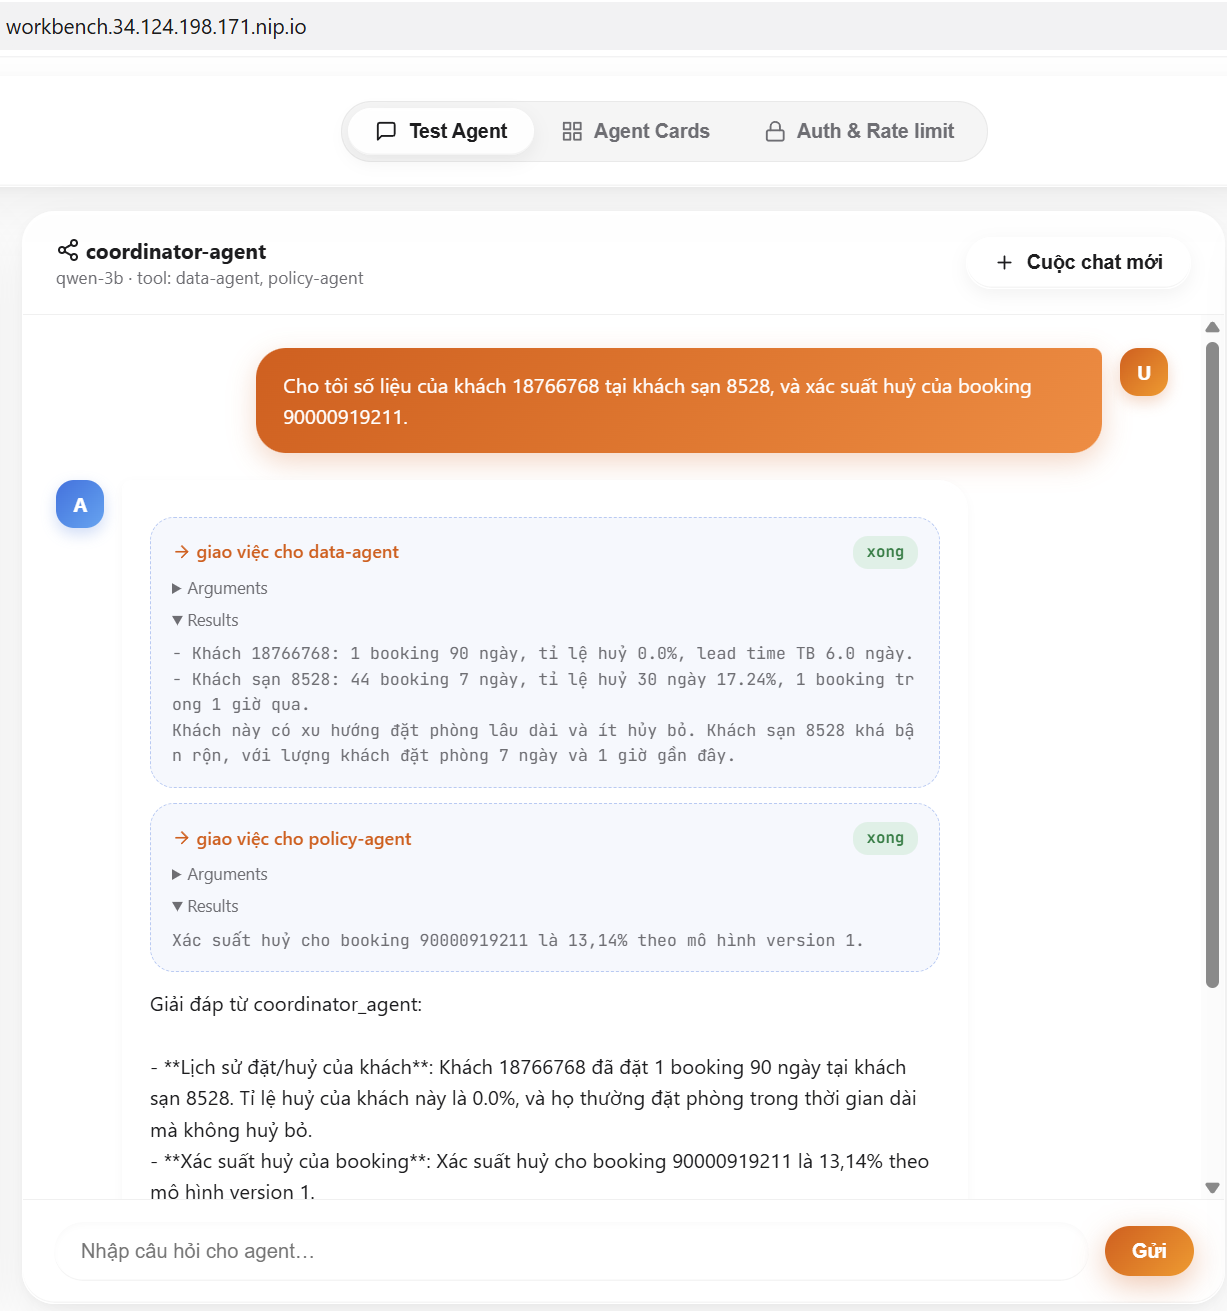 workbench.34.124.198.171.nip.io
Test Agent
Agent Cards
Auth & Rate limit
coordinator-agent
qwen-3b · tool: data-agent, policy-agent
+ Cuộc chat mới
Cho tôi số liệu của khách 18766768 tại khách sạn 8528, và xác suất huỷ của booking
90000919211.
U
A
→ giao việc cho data-agent
xong
▶ Arguments
▼ Results
- Khách 18766768: 1 booking 90 ngày, tỉ lệ huỷ 0.0%, lead time TB 6.0 ngày.
- Khách sạn 8528: 44 booking 7 ngày, tỉ lệ huỷ 30 ngày 17.24%, 1 booking tr
ong 1 giờ qua.
Khách này có xu hướng đặt phòng lâu dài và ít hủy bỏ. Khách sạn 8528 khá bậ
n rộn, với lượng khách đặt phòng 7 ngày và 1 giờ gần đây.
→ giao việc cho policy-agent
xong
▶ Arguments
▼ Results
Xác suất huỷ cho booking 90000919211 là 13,14% theo mô hình version 1.
Giải đáp từ coordinator_agent:
- **Lịch sử đặt/huỷ của khách**: Khách 18766768 đã đặt 1 booking 90 ngày tại khách
sạn 8528. Tỉ lệ huỷ của khách này là 0.0%, và họ thường đặt phòng trong thời gian dài
mà không huỷ bỏ.
- **Xác suất huỷ của booking**: Xác suất huỷ cho booking 90000919211 là 13,14% theo
mô hình version 1.
Nhập câu hỏi cho agent...
Gửi